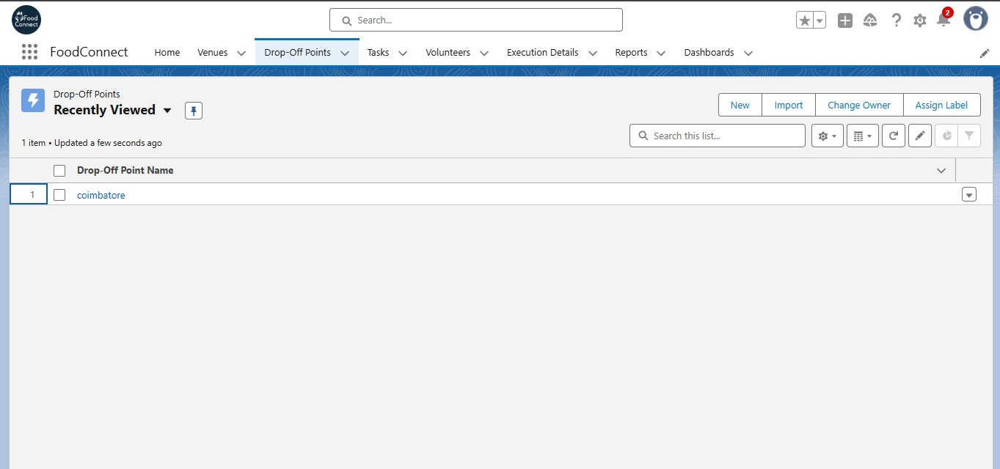 Food
Connect
Search...
2
FoodConnect
Home
Venues
Drop-Off Points
Tasks
Volunteers
Execution Details
Reports
Dashboards
Drop-Off Points
Recently Viewed
New
Import
Change Owner
Assign Label
1 item • Updated a few seconds ago
Search this list...
Drop-Off Point Name
1
coimbatore